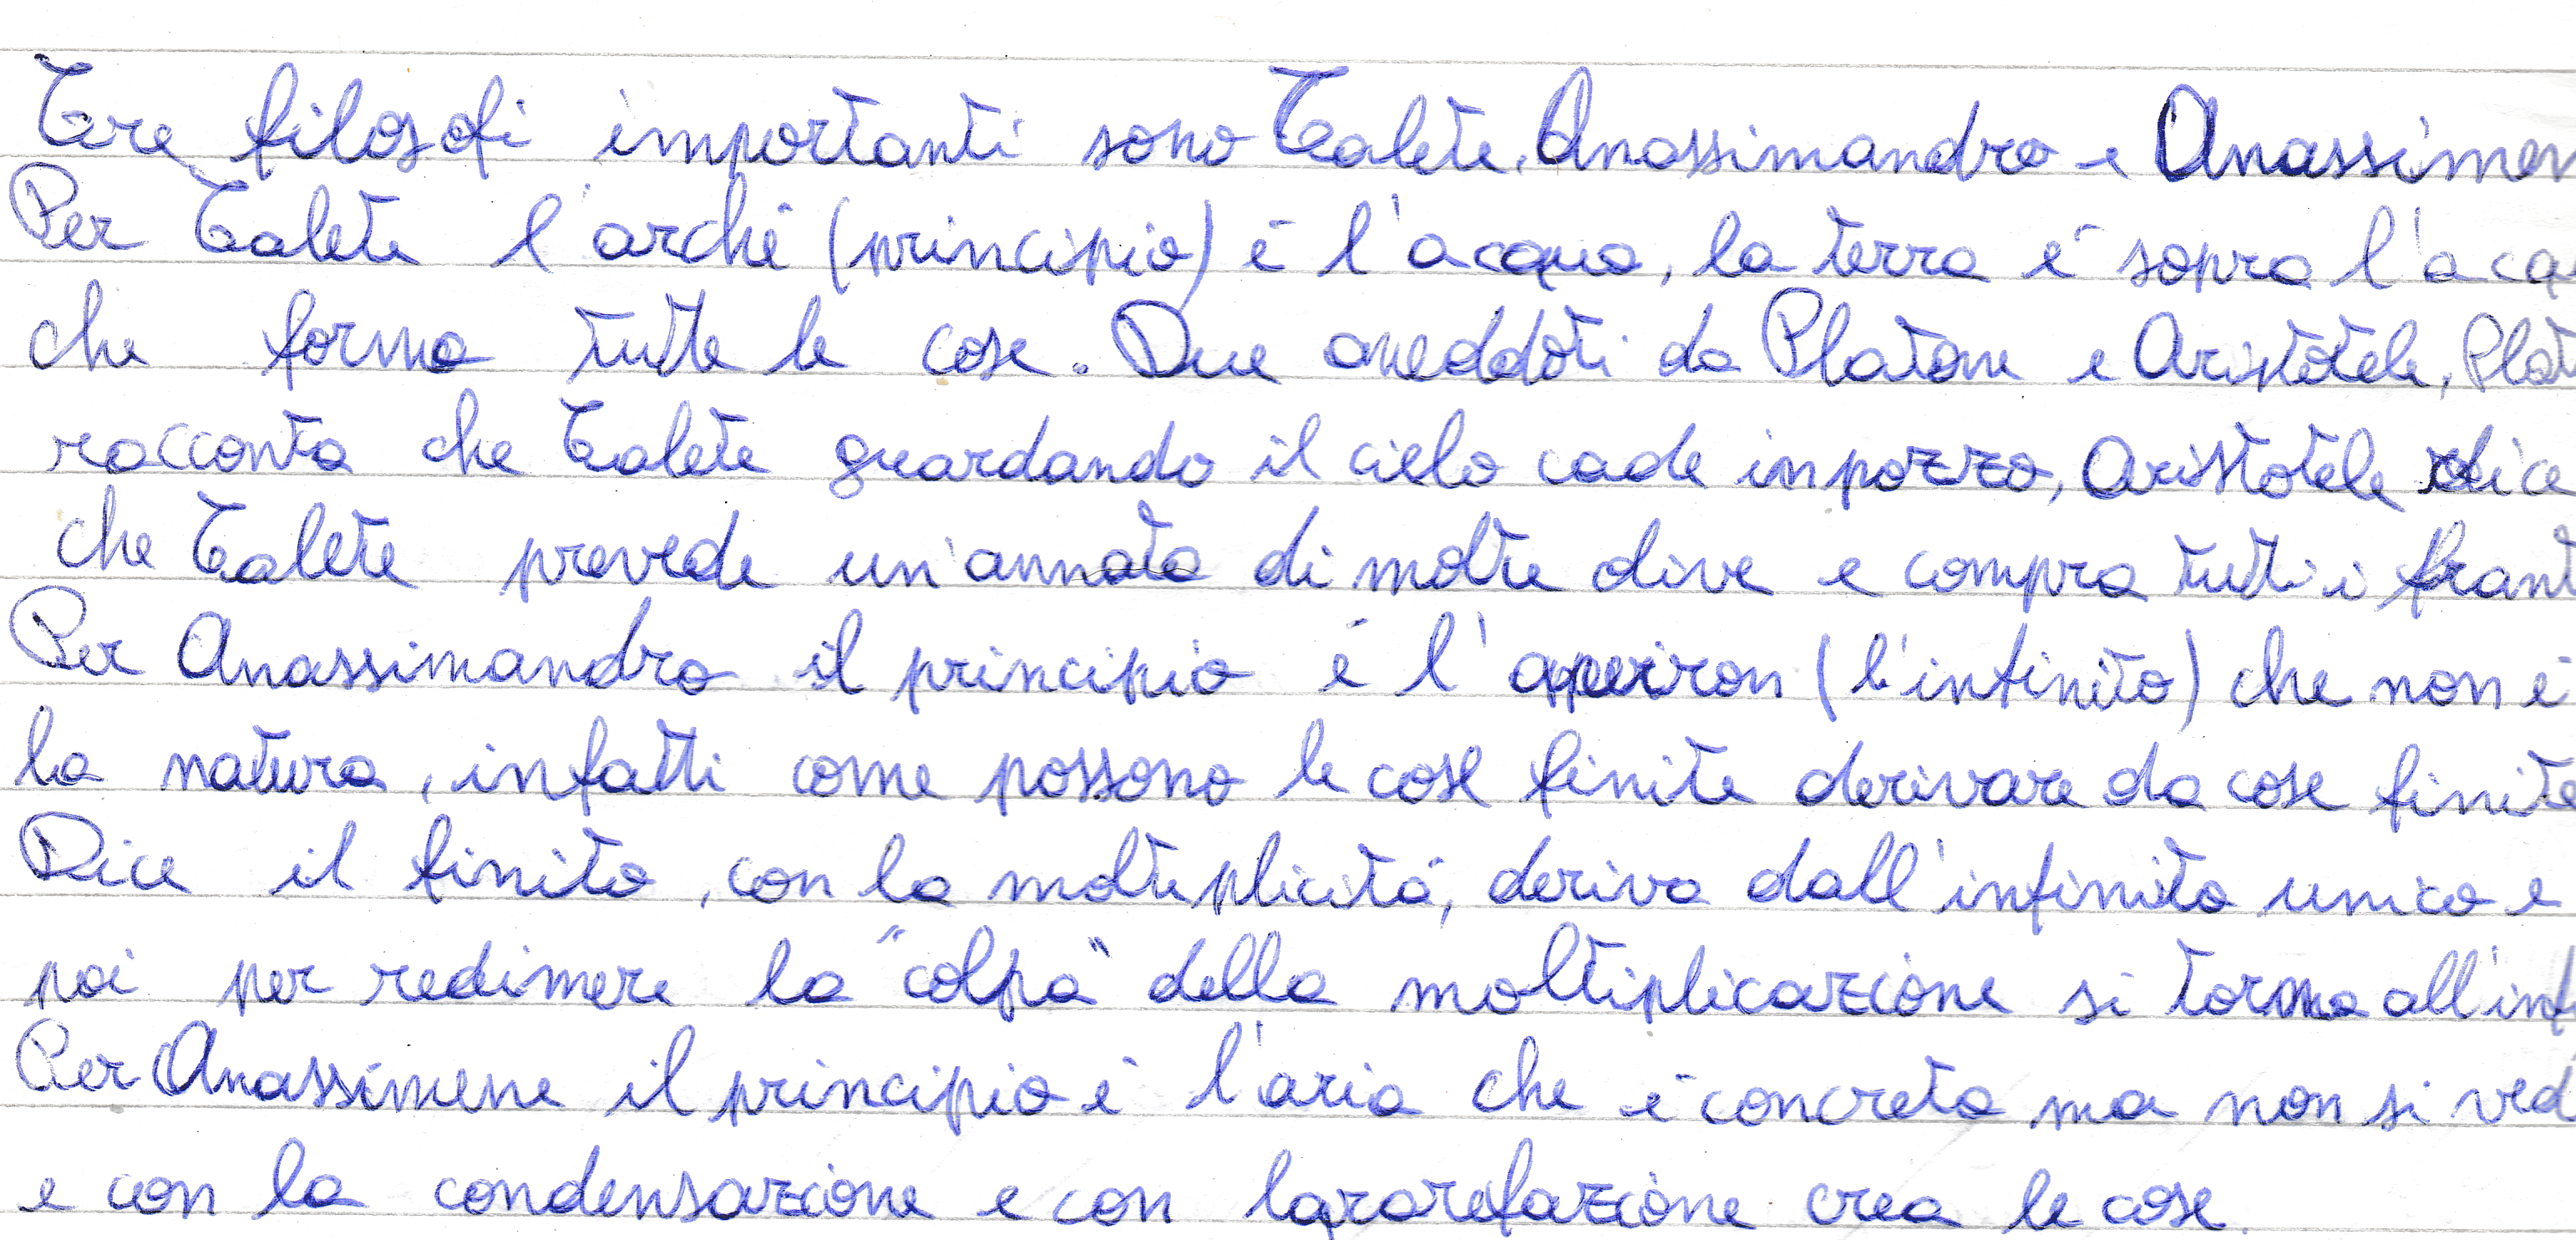 Tre filosofi importanti sono Talete, Anassimandro e Anassimen
Per Talete l'arché (principio) è l'acqua, la terra è sopra l'acq
che forma tutte le cose. Due aneddoti da Platone e Aristotele, Plat
racconta che Talete guardando il cielo cade in pozzo, Aristotele dice
che Talete prevede un'annata di molte olive e compra tutti i frant
Per Anassimandro il principio è l'apeiron (l'infinito) che non è
la natura, infatti come possono le cose finite derivare da cose finite
Dice il finito, con la molteplicità, deriva dall'infinito unico e
poi per redimere la "colpa" della moltiplicazione si torna all'inf
Per Anassimene il principio è l'aria che è concreta ma non si ved
e con la condensazione e con la rarefazione crea le cose.